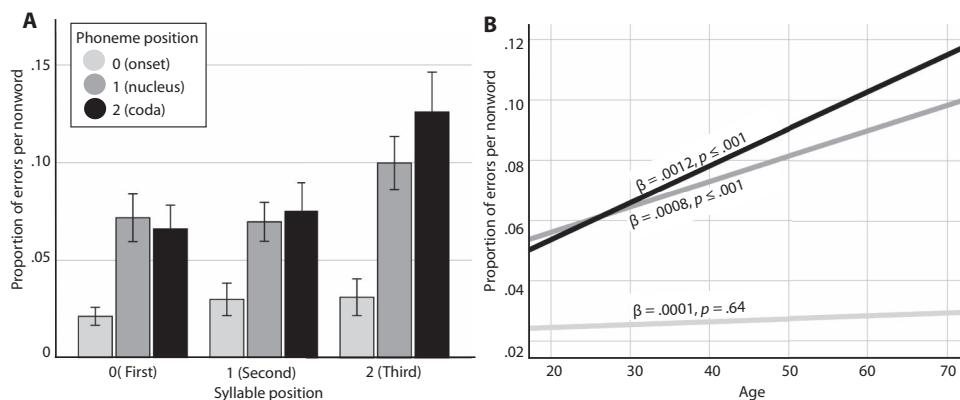 A
Proportion of errors per nonword
.15
.10
.05
0
Phoneme position
0 (onset)
1 (nucleus)
2 (coda)
0( First)
1 (Second)
2 (Third)
Syllable position
B
Proportion of errors per nonword
.12
.10
.08
.06
.04
.02
β = .0012, p ≤ .001
β = .0008, p ≤ .001
β = .0001, p = .64
20
30
40
50
60
70
Age